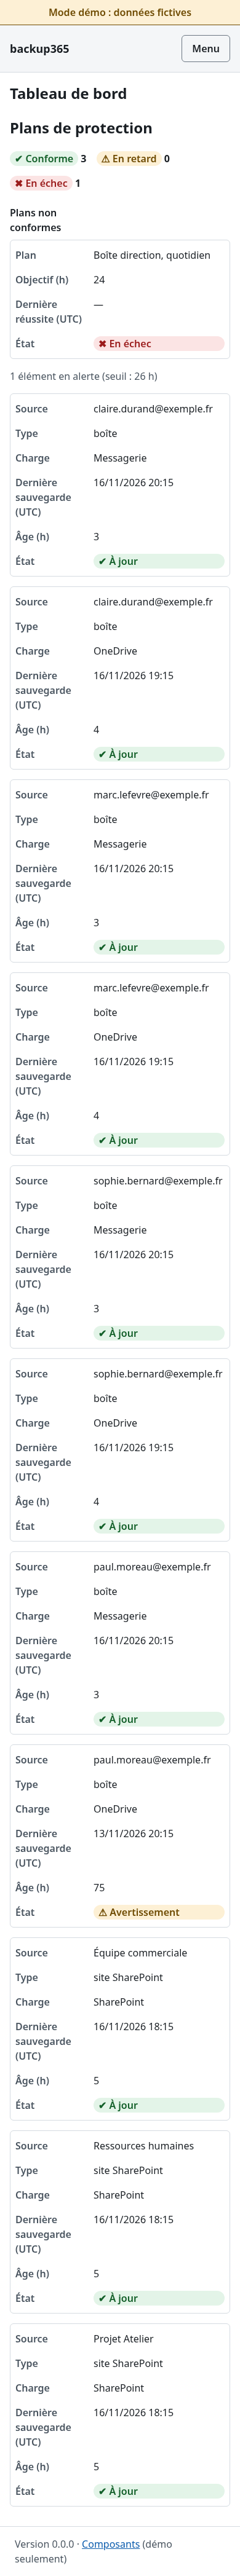 Mode démo : données fictives
backup365
Menu
Tableau de bord
Plans de protection
✔ Conforme 3 ⚠ En retard 0
✖ En échec 1
Plans non
conformes
Plan Boîte direction, quotidien
Objectif (h) 24
Dernière
réussite (UTC) —
État ✖ En échec
1 élément en alerte (seuil : 26 h)
Source claire.durand@exemple.fr
Type boîte
Charge Messagerie
Dernière 16/11/2026 20:15
sauvegarde
(UTC)
Âge (h) 3
État ✔ À jour
Source claire.durand@exemple.fr
Type boîte
Charge OneDrive
Dernière 16/11/2026 19:15
sauvegarde
(UTC)
Âge (h) 4
État ✔ À jour
Source marc.lefevre@exemple.fr
Type boîte
Charge Messagerie
Dernière 16/11/2026 20:15
sauvegarde
(UTC)
Âge (h) 3
État ✔ À jour
Source marc.lefevre@exemple.fr
Type boîte
Charge OneDrive
Dernière 16/11/2026 19:15
sauvegarde
(UTC)
Âge (h) 4
État ✔ À jour
Source sophie.bernard@exemple.fr
Type boîte
Charge Messagerie
Dernière 16/11/2026 20:15
sauvegarde
(UTC)
Âge (h) 3
État ✔ À jour
Source sophie.bernard@exemple.fr
Type boîte
Charge OneDrive
Dernière 16/11/2026 19:15
sauvegarde
(UTC)
Âge (h) 4
État ✔ À jour
Source paul.moreau@exemple.fr
Type boîte
Charge Messagerie
Dernière 16/11/2026 20:15
sauvegarde
(UTC)
Âge (h) 3
État ✔ À jour
Source paul.moreau@exemple.fr
Type boîte
Charge OneDrive
Dernière 13/11/2026 20:15
sauvegarde
(UTC)
Âge (h) 75
État ⚠ Avertissement
Source Équipe commerciale
Type site SharePoint
Charge SharePoint
Dernière 16/11/2026 18:15
sauvegarde
(UTC)
Âge (h) 5
État ✔ À jour
Source Ressources humaines
Type site SharePoint
Charge SharePoint
Dernière 16/11/2026 18:15
sauvegarde
(UTC)
Âge (h) 5
État ✔ À jour
Source Projet Atelier
Type site SharePoint
Charge SharePoint
Dernière 16/11/2026 18:15
sauvegarde
(UTC)
Âge (h) 5
État ✔ À jour
Version 0.0.0 · Composants (démo
seulement)